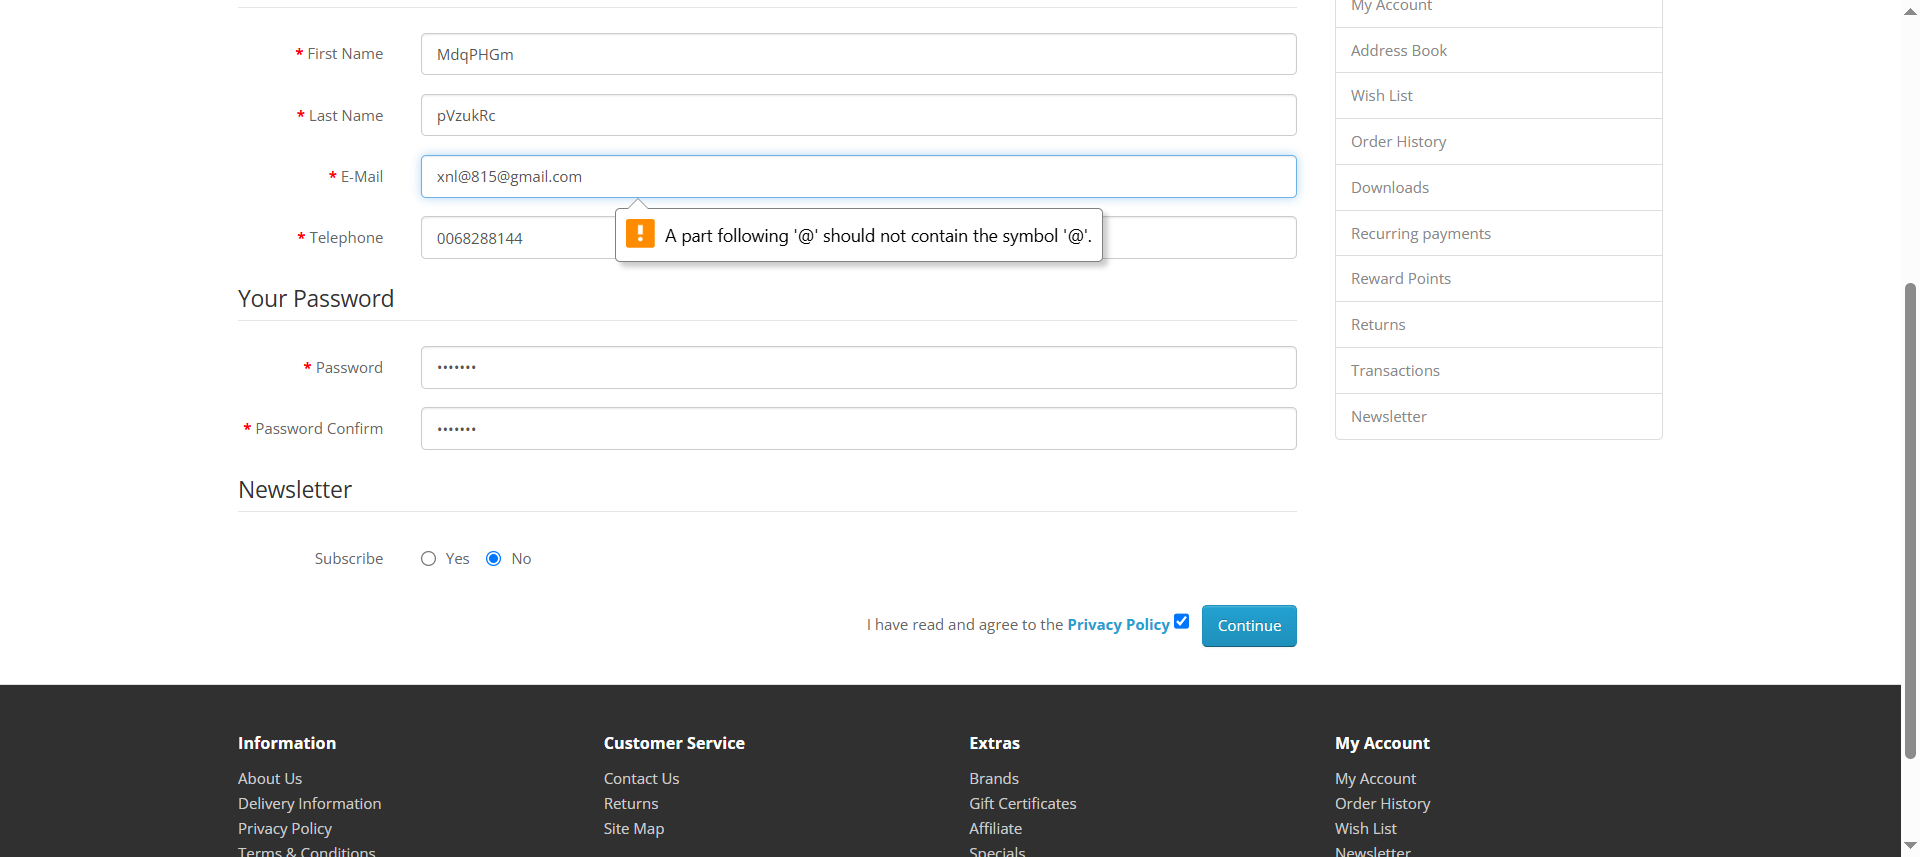 My Account
* First Name
MdqPHGm
Address Book
Wish List
* Last Name
pVzukRc
Order History
* E-Mail
xnl@815@gmail.com
Downloads
* Telephone
0068288144
! A part following '@' should not contain the symbol '@'.
Recurring payments
Reward Points
Your Password
Returns
* Password
•••••••
Transactions
* Password Confirm
•••••••
Newsletter
Newsletter
Subscribe
Yes
No
I have read and agree to the Privacy Policy
Continue
Information
About Us
Delivery Information
Privacy Policy
Terms & Conditions
Customer Service
Contact Us
Returns
Site Map
Extras
Brands
Gift Certificates
Affiliate
Specials
My Account
My Account
Order History
Wish List
Newsletter